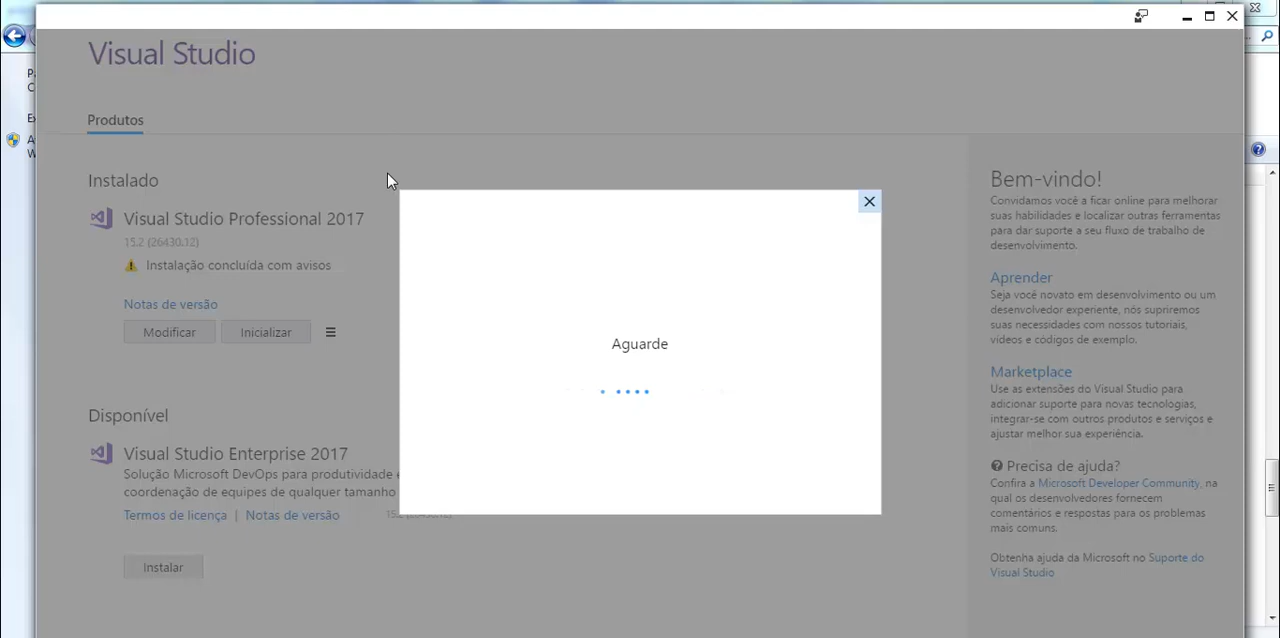 Visual Studio
Produtos
Instalado
Visual Studio Professional 2017
15.2 (26430.12)
Instalação concluída com avisos
Notas de versão
Modificar
Inicializar
Disponível
Visual Studio Enterprise 2017
Solução Microsoft DevOps para produtividade e
coordenação de equipes de qualquer tamanho
Termos de licença | Notas de versão
Instalar
Aguarde
Bem-vindo!
Convidamos você a ficar online para melhorar
suas habilidades e localizar outras ferramentas
para dar suporte a seu fluxo de trabalho de
desenvolvimento.
Aprender
Seja você novato em desenvolvimento ou um
desenvolvedor experiente, nós supriremos
suas necessidades com nossos tutoriais,
vídeos e códigos de exemplo.
Marketplace
Use as extensões do Visual Studio para
adicionar suporte para novas tecnologias,
integrar-se com outros produtos e serviços e
ajustar melhor sua experiência.
Precisa de ajuda?
Confira a Microsoft Developer Community, na
qual os desenvolvedores fornecem
comentários e respostas para os problemas
mais comuns.
Obtenha ajuda da Microsoft no Suporte do
Visual Studio